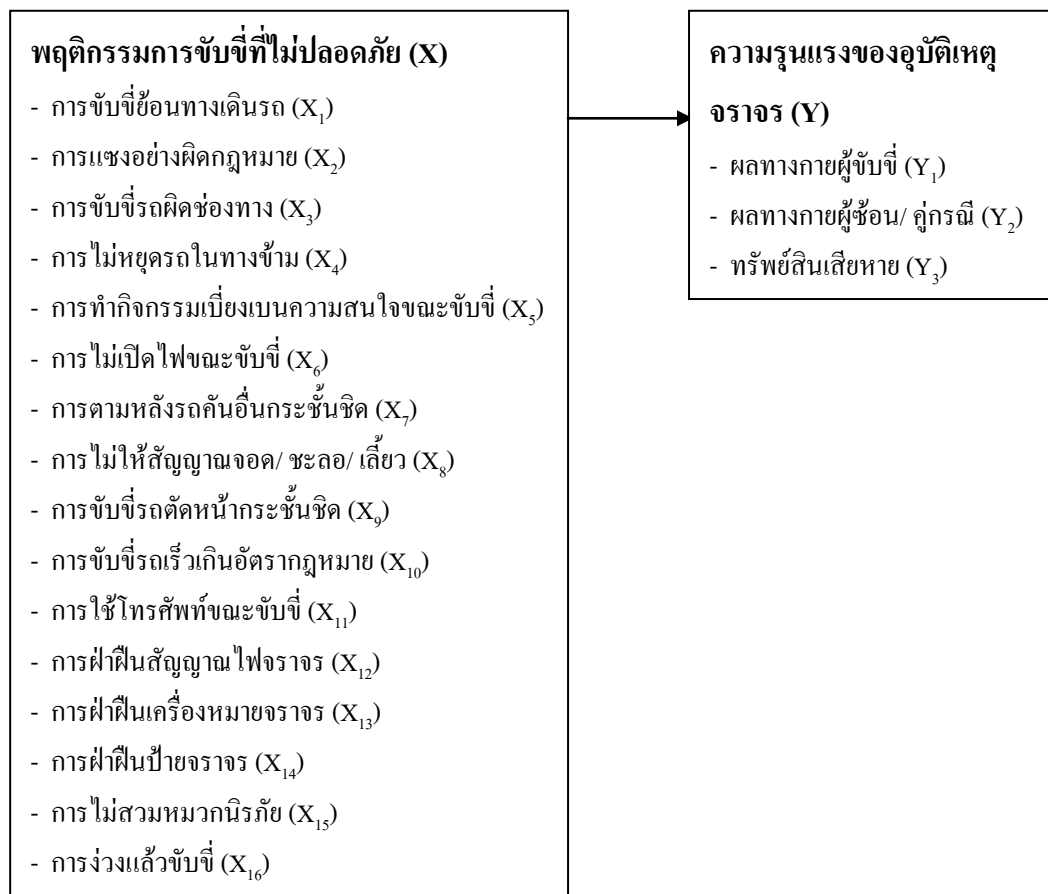 พฤติกรรมการขับขี่ที่ไม่ปลอดภัย (X)
- การขับขี่ย้อนทางเดินรถ (X₁)
- การแซงอย่างผิดกฎหมาย (X₂)
- การขับขี่รถผิดช่องทาง (X₃)
- การไม่หยุดรถในทางข้าม (X₄)
- การทำกิจกรรมเบี่ยงเบนความสนใจขณะขับขี่ (X₅)
- การไม่เปิดไฟขณะขับขี่ (X₆)
- การตามหลังรถคันอื่นกระชั้นชิด (X₇)
- การไม่ให้สัญญาณจอด/ ชะลอ/ เลี้ยว (X₈)
- การขับขี่รถตัดหน้ากระชั้นชิด (X₉)
- การขับขี่รถเร็วเกินอัตรากฎหมาย (X₁₀)
- การใช้โทรศัพท์ขณะขับขี่ (X₁₁)
- การฝ่าฝืนสัญญาณไฟจราจร (X₁₂)
- การฝ่าฝืนเครื่องหมายจราจร (X₁₃)
- การฝ่าฝืนป้ายจราจร (X₁₄)
- การไม่สวมหมวกนิรภัย (X₁₅)
- การง่วงแล้วขับขี่ (X₁₆)
ความรุนแรงของอุบัติเหตุ
จราจร (Y)
- ผลทางกายผู้ขับขี่ (Y₁)
- ผลทางกายผู้ซ้อน/ คู่กรณี (Y₂)
- ทรัพย์สินเสียหาย (Y₃)